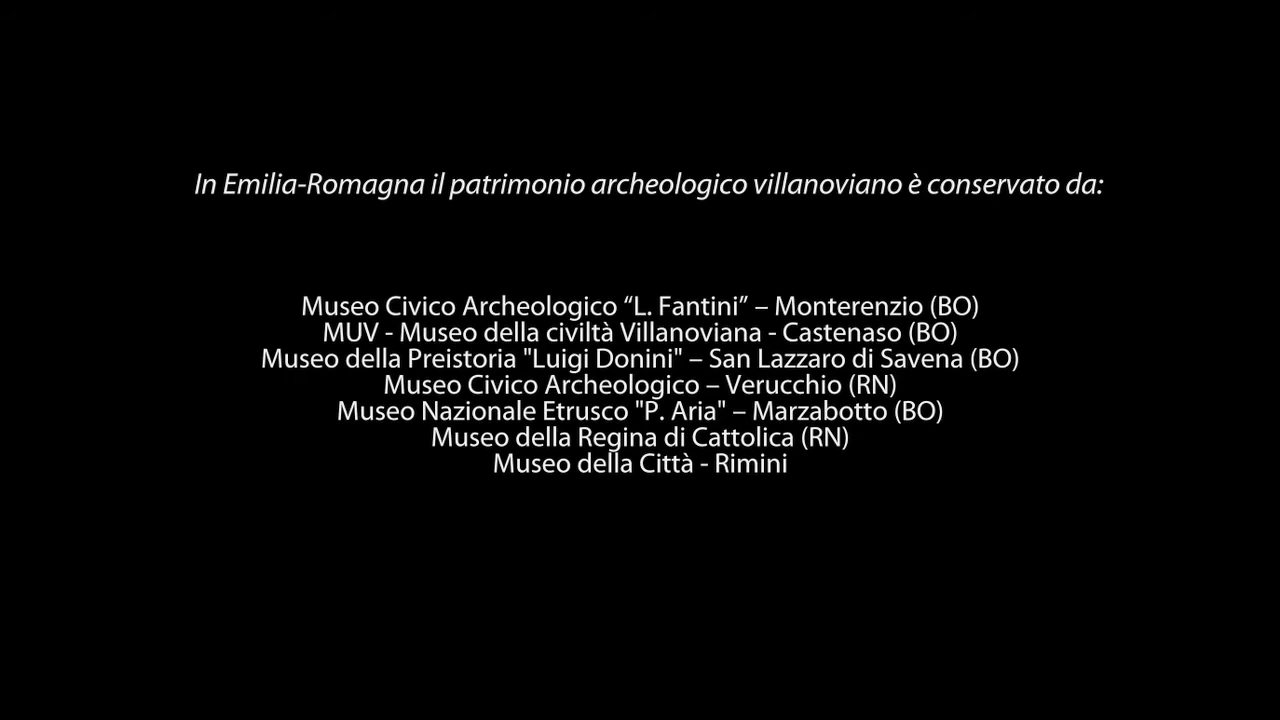 In Emilia-Romagna il patrimonio archeologico villanoviano è conservato da:
Museo Civico Archeologico “L. Fantini” – Monterenzio (BO)
MUV - Museo della civiltà Villanoviana - Castenaso (BO)
Museo della Preistoria "Luigi Donini" – San Lazzaro di Savena (BO)
Museo Civico Archeologico – Verucchio (RN)
Museo Nazionale Etrusco "P. Aria" – Marzabotto (BO)
Museo della Regina di Cattolica (RN)
Museo della Città - Rimini